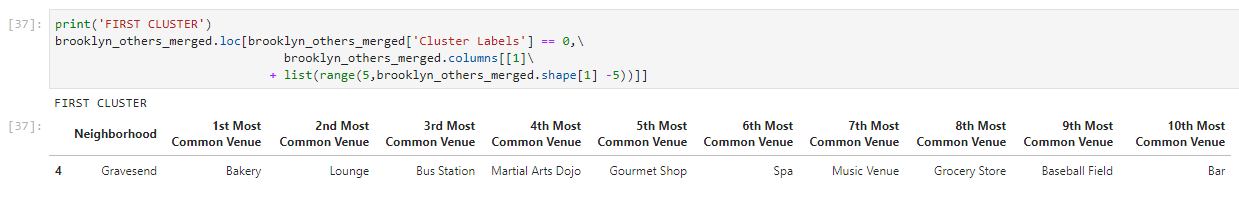 [37]: print('FIRST CLUSTER')
brooklyn_others_merged.loc[brooklyn_others_merged['Cluster Labels'] == 0,\
brooklyn_others_merged.columns[[1]\
+ list(range(5,brooklyn_others_merged.shape[1] -5))]]
FIRST CLUSTER
[37]: Neighborhood 1st Most Common Venue 2nd Most Common Venue 3rd Most Common Venue 4th Most Common Venue 5th Most Common Venue 6th Most Common Venue 7th Most Common Venue 8th Most Common Venue 9th Most Common Venue 10th Most Common Venue
4 Gravesend Bakery Lounge Bus Station Martial Arts Dojo Gourmet Shop Spa Music Venue Grocery Store Baseball Field Bar